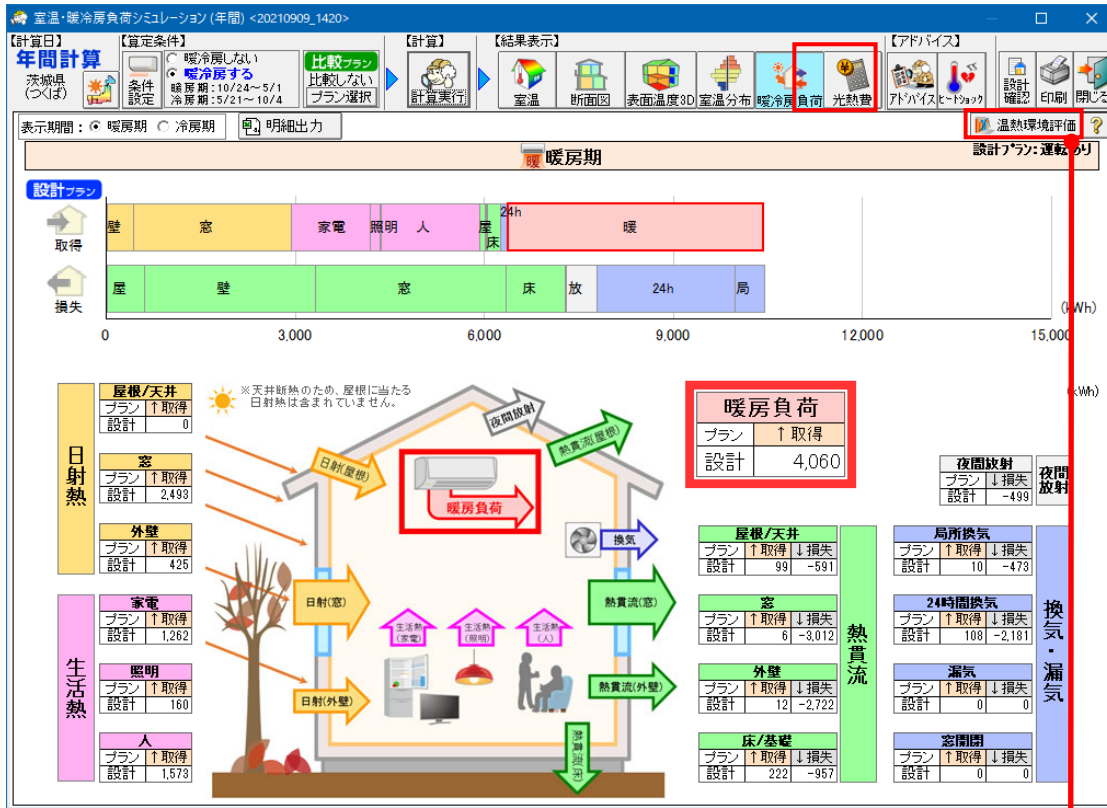 室温・暖冷房負荷シミュレーション (年間) <20210909_1420>
【計算日】
年間計算
茨城県
(つくば)
【算定条件】
条件
設定
暖冷房しない
暖冷房する
暖房期:10/24～5/1
冷房期:5/21～10/4
比較プラン
比較しない
プラン選択
【計算】
計算実行
【結果表示】
室温
断面図
表面温度3D
室温分布
暖冷房負荷
光熱費
【アドバイス】
アドバイス
ヒートショック
設計
確認
印刷
閉じる
表示期間: 暖房期 冷房期
明細出力
温熱環境評価
?
暖 暖房期
設計プラン:運転あり
設計プラン
取得
壁 窓 家電 照明 人 屋 床 24h 暖
損失
屋 壁 窓 床 放 24h 局
(kWh)
0 3,000 6,000 9,000 12,000 15,000
(kWh)
日射熱
屋根/天井
プラン ↑取得
設計 0
窓
プラン ↑取得
設計 2,493
外壁
プラン ↑取得
設計 425
生活熱
家電
プラン ↑取得
設計 1,262
照明
プラン ↑取得
設計 160
人
プラン ↑取得
設計 1,573
※天井断熱のため、屋根に当たる
日射熱は含まれていません。
夜間放射
熱貫流(屋根)
日射(屋根)
暖房負荷
換気
日射(窓)
熱貫流(窓)
生活熱
(家電)
生活熱
(照明)
生活熱
(人)
日射(外壁)
熱貫流(外壁)
熱貫流(床)
暖房負荷
プラン ↑取得
設計 4,060
夜間放射
プラン ↓損失
設計 -499
夜間
放射
屋根/天井
プラン ↑取得 ↓損失
設計 99 -591
窓
プラン ↑取得 ↓損失
設計 6 -3,012
外壁
プラン ↑取得 ↓損失
設計 12 -2,722
床/基礎
プラン ↑取得 ↓損失
設計 222 -957
熱貫流
局所換気
プラン ↑取得 ↓損失
設計 10 -473
24時間換気
プラン ↑取得 ↓損失
設計 108 -2,181
漏気
プラン ↑取得 ↓損失
設計 0 0
窓開閉
プラン ↑取得 ↓損失
設計 0 0
換気・漏気